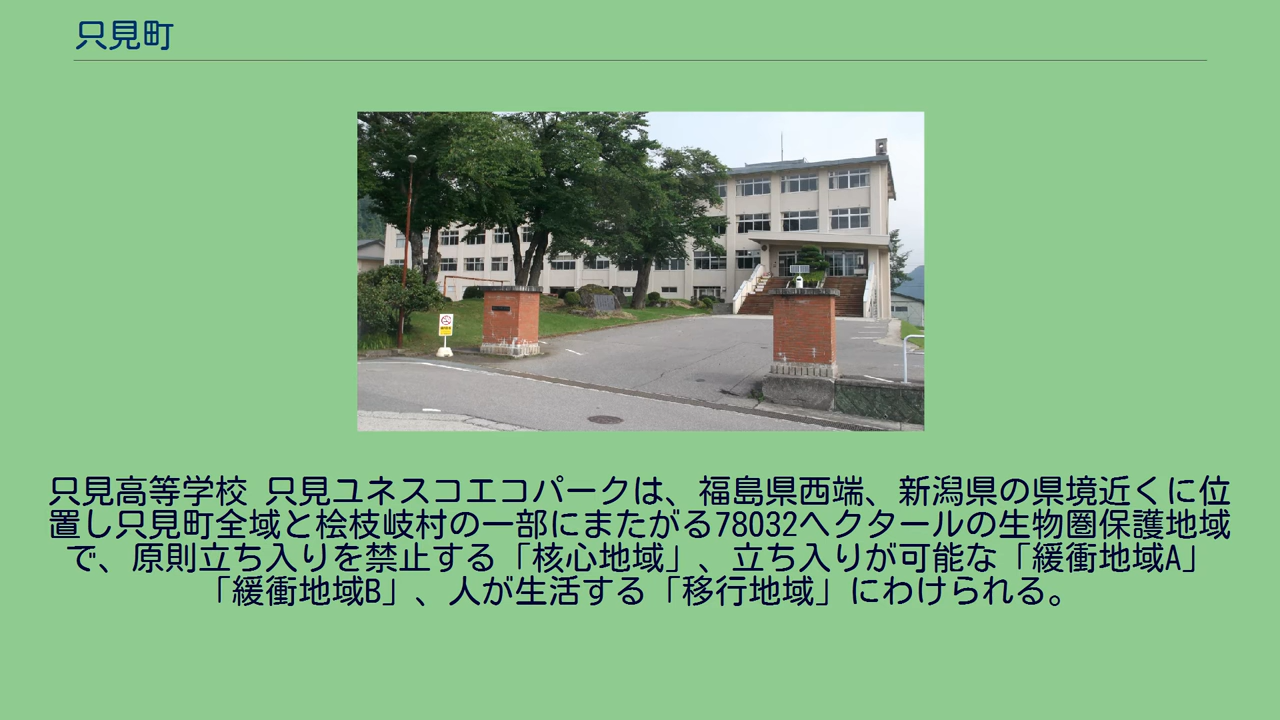 只見町
只見高等学校 只見ユネスコエコパークは、福島県西端、新潟県の県境近くに位
置し只見町全域と桧枝岐村の一部にまたがる78032ヘクタールの生物圏保護地域
で、原則立ち入りを禁止する「核心地域」、立ち入りが可能な「緩衝地域A」
「緩衝地域B」、人が生活する「移行地域」にわけられる。